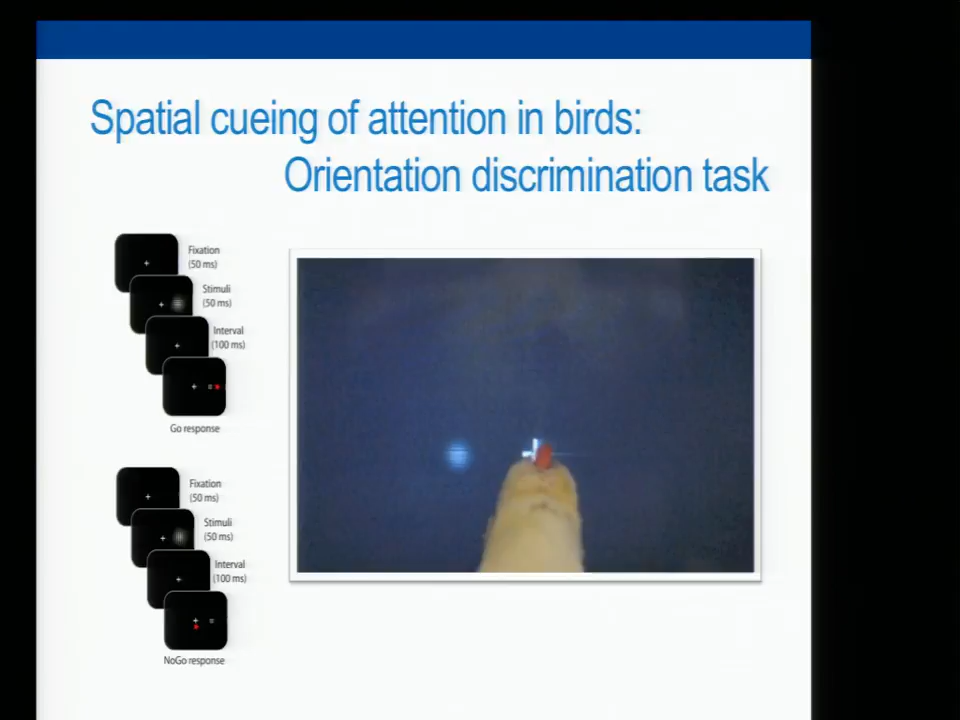 Spatial cueing of attention in birds:
Orientation discrimination task
Fixation
(50 ms)
Stimuli
(50 ms)
Interval
(100 ms)
Go response
Fixation
(50 ms)
Stimuli
(50 ms)
Interval
(100 ms)
NoGo response